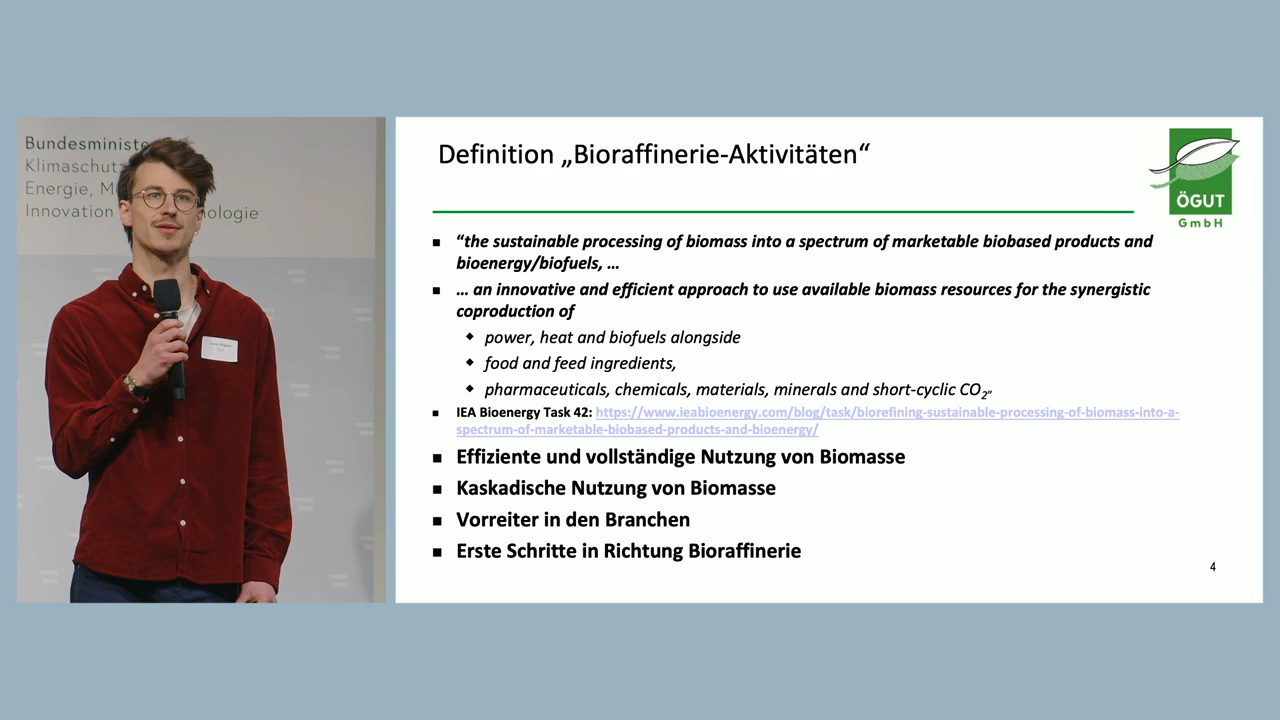 Bundesministe
Klimaschut
Energie, M
Innovation ologie
Definition „Bioraffinerie-Aktivitäten“
ÖGUT
GmbH
▪ “the sustainable processing of biomass into a spectrum of marketable biobased products and
bioenergy/biofuels, …
▪ … an innovative and efficient approach to use available biomass resources for the synergistic
coproduction of
◆ power, heat and biofuels alongside
◆ food and feed ingredients,
◆ pharmaceuticals, chemicals, materials, minerals and short-cyclic CO₂”
▪ IEA Bioenergy Task 42: https://www.ieabioenergy.com/blog/task/biorefining-sustainable-processing-of-biomass-into-a-
spectrum-of-marketable-biobased-products-and-bioenergy/
▪ Effiziente und vollständige Nutzung von Biomasse
▪ Kaskadische Nutzung von Biomasse
▪ Vorreiter in den Branchen
▪ Erste Schritte in Richtung Bioraffinerie
4